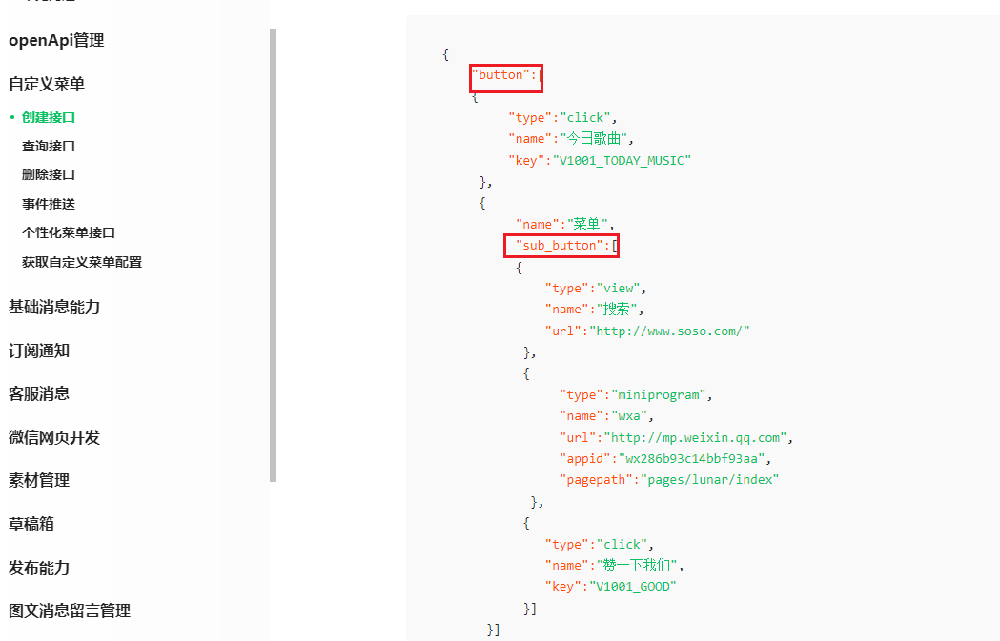 openApi管理
自定义菜单
• 创建接口
查询接口
删除接口
事件推送
个性化菜单接口
获取自定义菜单配置
基础消息能力
订阅通知
客服消息
微信网页开发
素材管理
草稿箱
发布能力
图文消息留言管理
{
"button":[
{
"type":"click",
"name":"今日歌曲",
"key":"V1001_TODAY_MUSIC"
},
{
"name":"菜单",
"sub_button":[
{
"type":"view",
"name":"搜索",
"url":"http://www.soso.com/"
},
{
"type":"miniprogram",
"name":"wxa",
"url":"http://mp.weixin.qq.com",
"appid":"wx286b93c14bbf93aa",
"pagepath":"pages/lunar/index"
},
{
"type":"click",
"name":"赞一下我们",
"key":"V1001_GOOD"
}]
}]